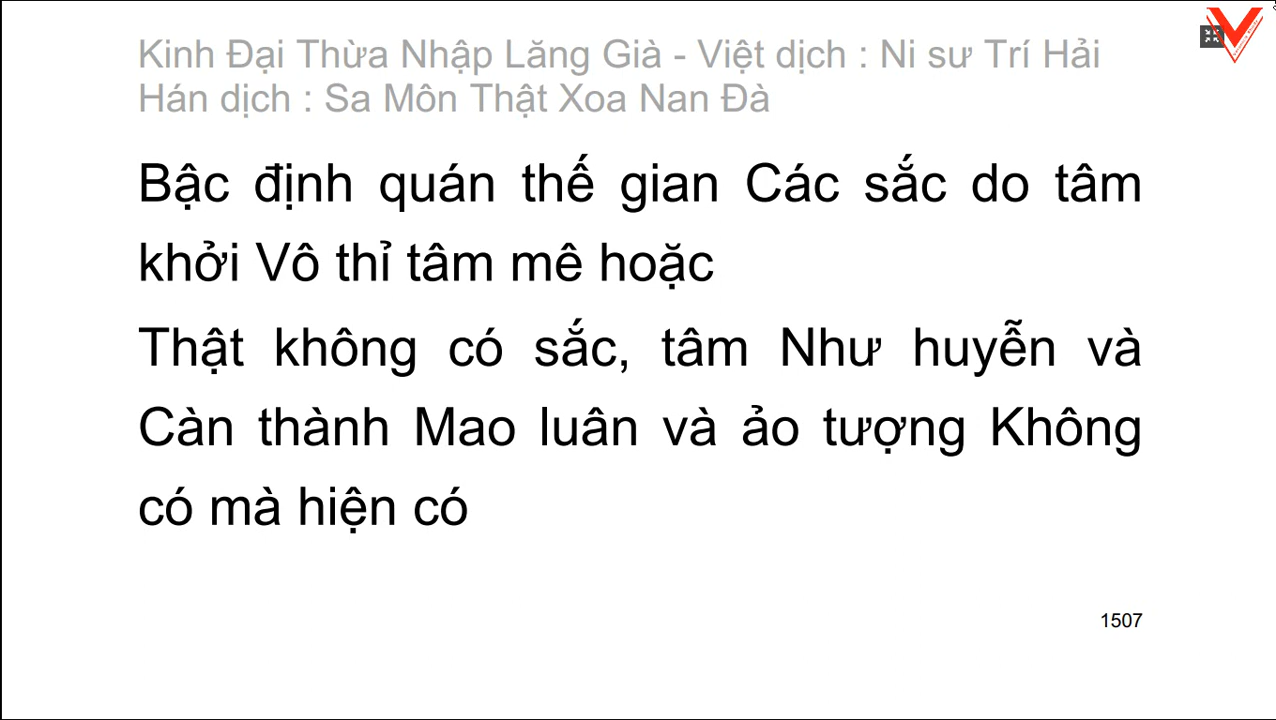 Kinh Đại Thừa Nhập Lăng Già - Việt dịch : Ni sư Trí Hải
Hán dịch : Sa Môn Thật Xoa Nan Đà
Bậc định quán thế gian Các sắc do tâm
khởi Vô thỉ tâm mê hoặc
Thật không có sắc, tâm Như huyễn và
Càn thành Mao luân và ảo tượng Không
có mà hiện có
1507